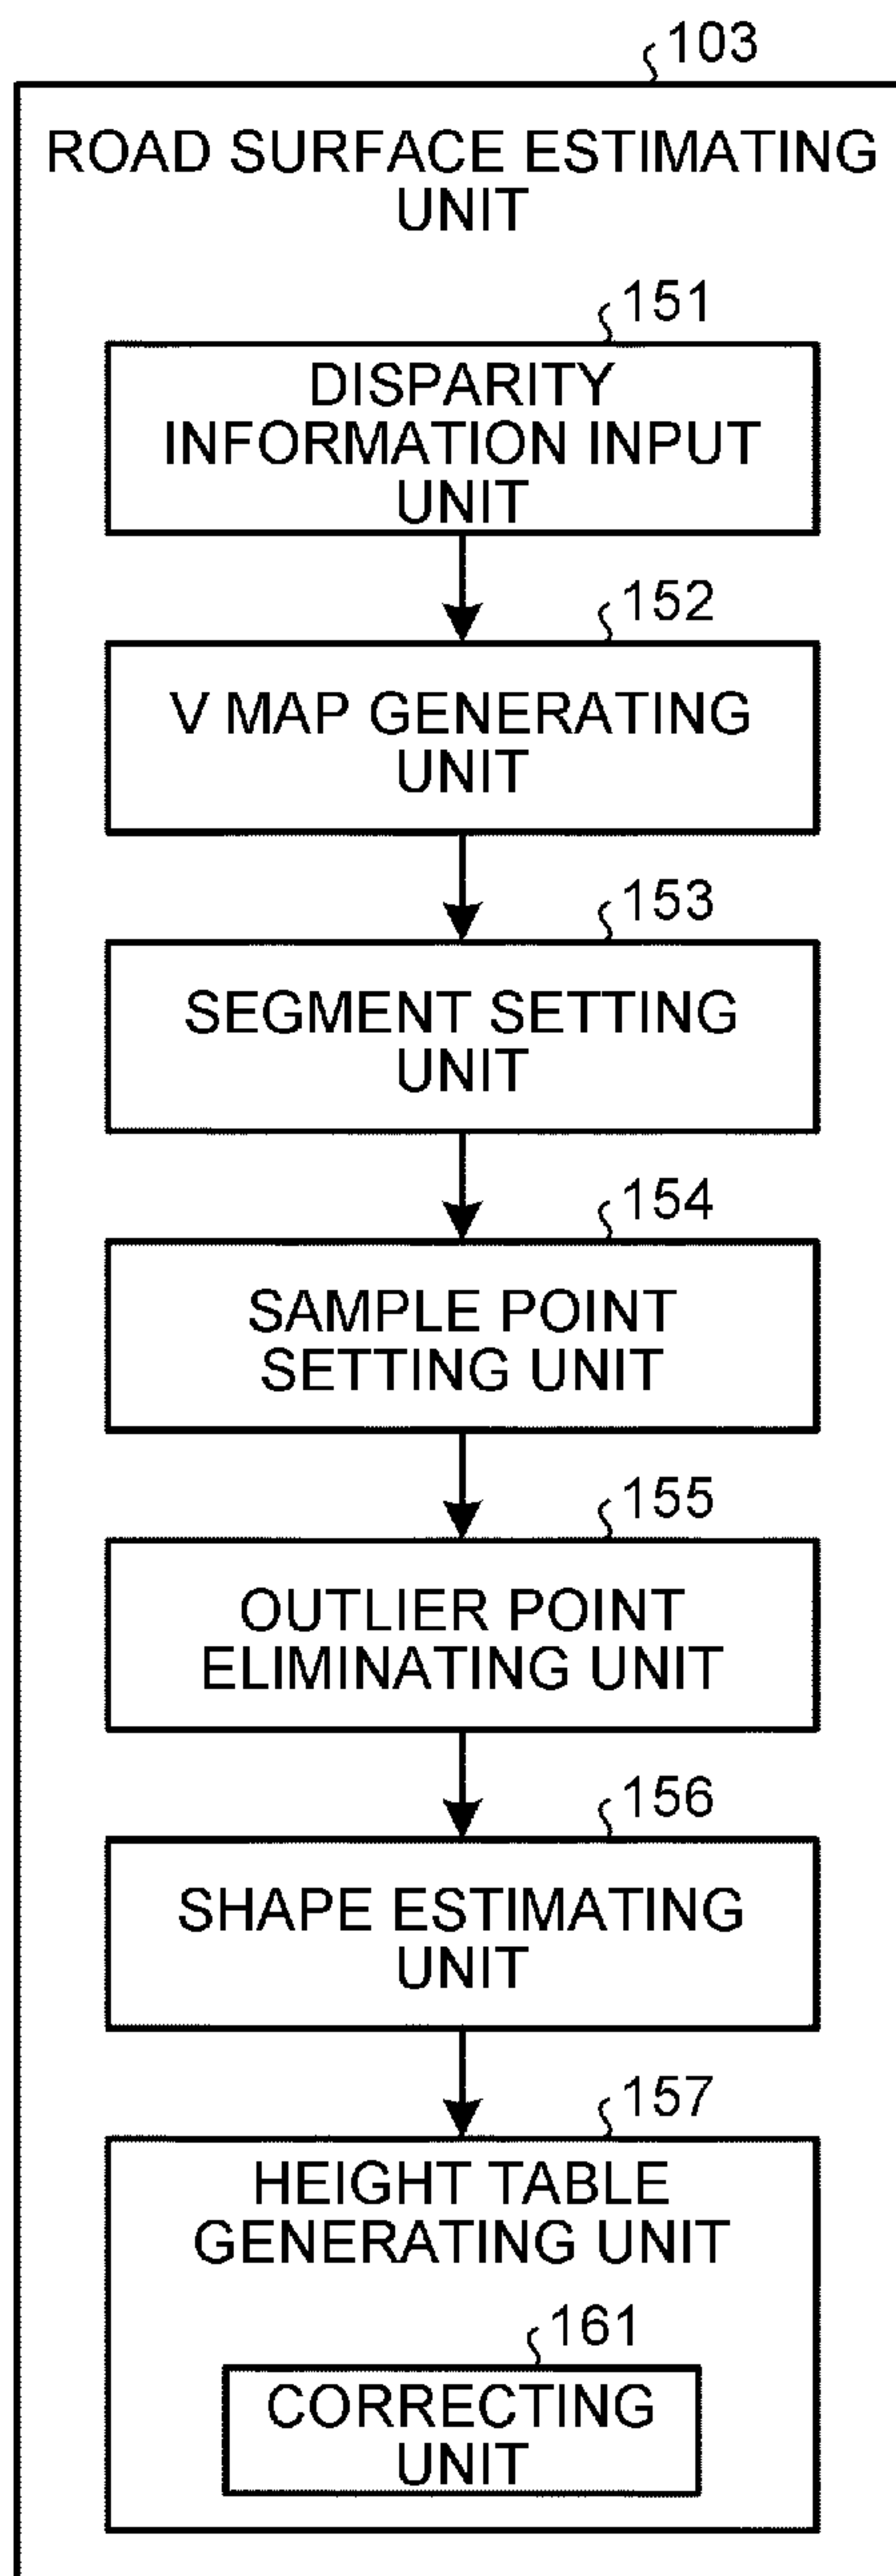 103
ROAD SURFACE ESTIMATING
UNIT
151
DISPARITY
INFORMATION INPUT
UNIT
152
V MAP GENERATING
UNIT
153
SEGMENT SETTING
UNIT
154
SAMPLE POINT
SETTING UNIT
155
OUTLIER POINT
ELIMINATING UNIT
156
SHAPE ESTIMATING
UNIT
157
HEIGHT TABLE
GENERATING UNIT
161
CORRECTING
UNIT